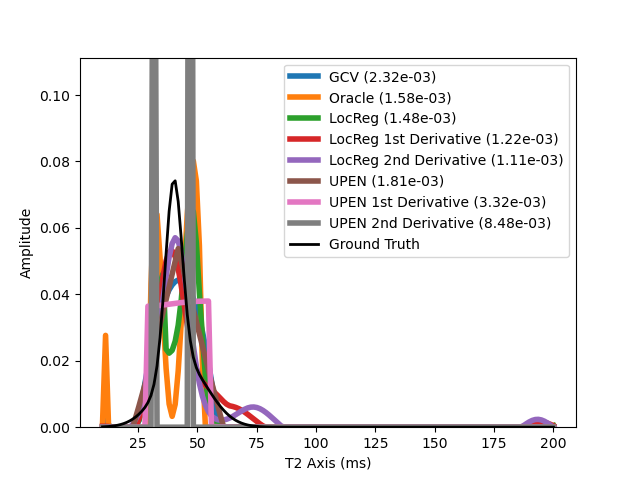 GCV (2.32e-03)
Oracle (1.58e-03)
LocReg (1.48e-03)
LocReg 1st Derivative (1.22e-03)
LocReg 2nd Derivative (1.11e-03)
UPEN (1.81e-03)
UPEN 1st Derivative (3.32e-03)
UPEN 2nd Derivative (8.48e-03)
Ground Truth
Amplitude
0.10
0.08
0.06
0.04
0.02
0.00
25 50 75 100 125 150 175 200
T2 Axis (ms)